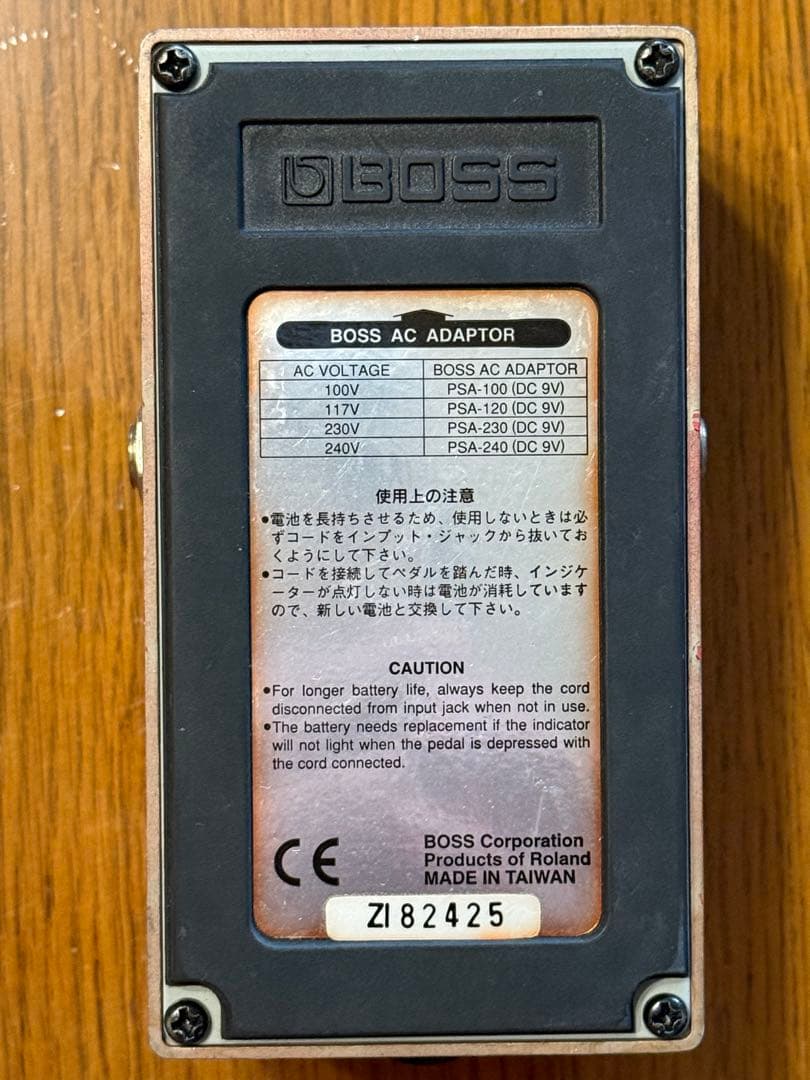 BOSS
BOSS AC ADAPTOR
AC VOLTAGE BOSS AC ADAPTOR
100V PSA-100 (DC 9V)
117V PSA-120 (DC 9V)
230V PSA-230 (DC 9V)
240V PSA-240 (DC 9V)
使用上の注意
●電池を長持ちさせるため、使用しないときは必
ずコードをインプット・ジャックから抜いてお
くようにして下さい。
●コードを接続してペダルを踏んだ時、インジケ
ーターが点灯しない時は電池が消耗しています
ので、新しい電池と交換して下さい。
CAUTION
●For longer battery life, always keep the cord
disconnected from input jack when not in use.
●The battery needs replacement if the indicator
will not light when the pedal is depressed with
the cord connected.
CE
BOSS Corporation
Products of Roland
MADE IN TAIWAN
ZI82425